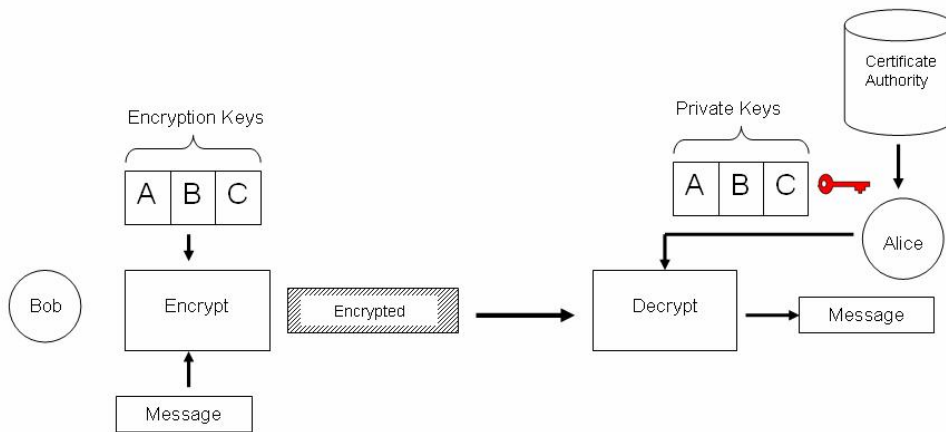 Certificate
Authority
Encryption Keys
Private Keys
A B C
A B C
Alice
Bob
Encrypt
Encrypted
Decrypt
Message
Message